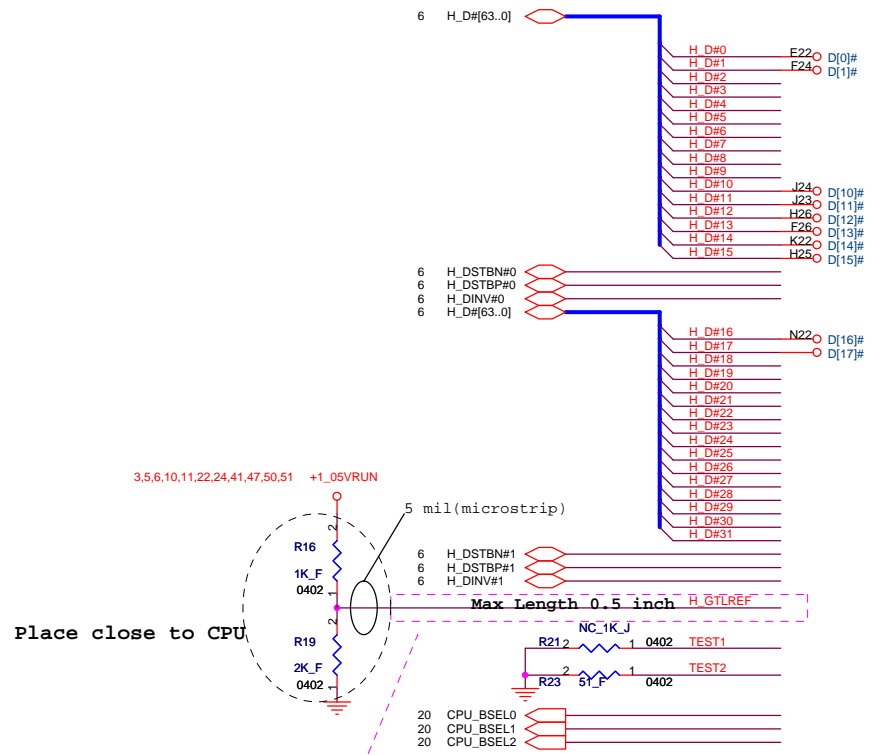 6 H_D#[63..0]
H_D#0 E22 D[0]#
H_D#1 F24 D[1]#
H_D#2
H_D#3
H_D#4
H_D#5
H_D#6
H_D#7
H_D#8
H_D#9
H_D#10 J24 D[10]#
H_D#11 J23 D[11]#
H_D#12 H26 D[12]#
H_D#13 F26 D[13]#
H_D#14 K22 D[14]#
H_D#15 H25 D[15]#
6 H_DSTBN#0
6 H_DSTBP#0
6 H_DINV#0
6 H_D#[63..0]
H_D#16 N22 D[16]#
H_D#17 D[17]#
H_D#18
H_D#19
H_D#20
H_D#21
H_D#22
H_D#23
H_D#24
H_D#25
H_D#26
H_D#27
H_D#28
H_D#29
H_D#30
H_D#31
3,5,6,10,11,22,24,41,47,50,51 +1_05VRUN
5 mil(microstrip)
2
R16
1K_F
0402 1
6 H_DSTBN#1
6 H_DSTBP#1
6 H_DINV#1
Max Length 0.5 inch H_GTLREF
Place close to CPU
2
R19
2K_F
0402 1
NC_1K_J
R21 2 1 0402 TEST1
2 1 TEST2
R23 51_F 0402
20 CPU_BSEL0
20 CPU_BSEL1
20 CPU_BSEL2